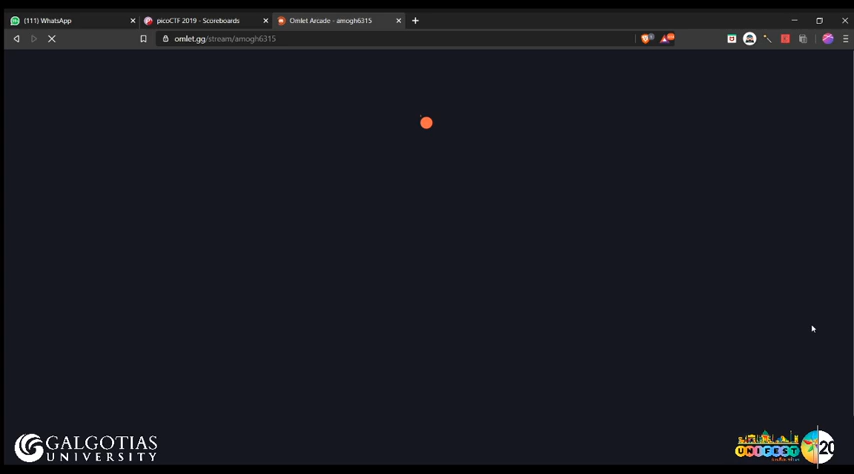 (111) WhatsApp
picoCTF 2019 - Scoreboards
Omlet Arcade - amogh6315
omlet.gg/stream/amogh6315
GALGOTIAS
UNIVERSITY
UNIFEST
20